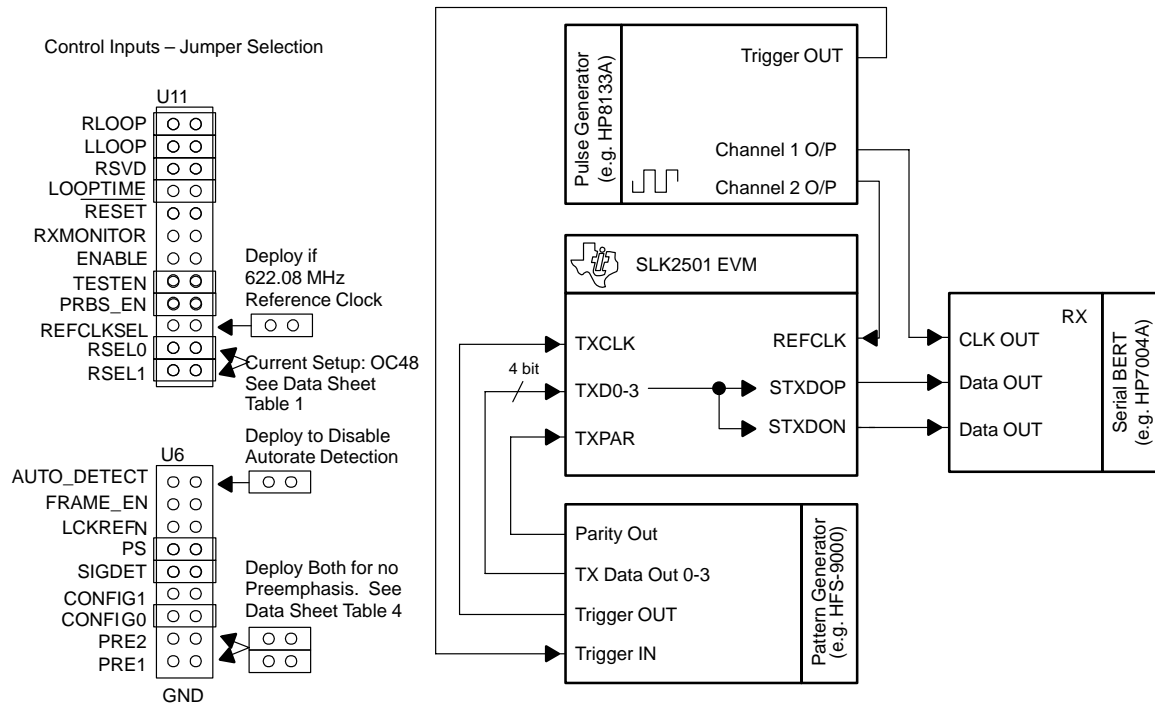 Control Inputs – Jumper Selection
U11
RLOOP
LLOOP
RSVD
LOOPTIME
RESET
RXMONITOR
ENABLE
TESTEN
PRBS_EN
REFCLKSEL
RSEL0
RSEL1
Deploy if
622.08 MHz
Reference Clock
Current Setup: OC48
See Data Sheet
Table 1
U6
AUTO_DETECT
FRAME_EN
LCKREFN
PS
SIGDET
CONFIG1
CONFIG0
PRE2
PRE1
GND
Deploy to Disable
Autorate Detection
Deploy Both for no
Preemphasis. See
Data Sheet Table 4
Pulse Generator
(e.g. HP8133A)
Trigger OUT
Channel 1 O/P
Channel 2 O/P
SLK2501 EVM
TXCLK
4 bit
TXD0-3
TXPAR
REFCLK
STXDOP
STXDON
RX
CLK OUT
Data OUT
Data OUT
Serial BERT
(e.g. HP7004A)
Parity Out
TX Data Out 0-3
Trigger OUT
Trigger IN
Pattern Generator
(e.g. HFS-9000)